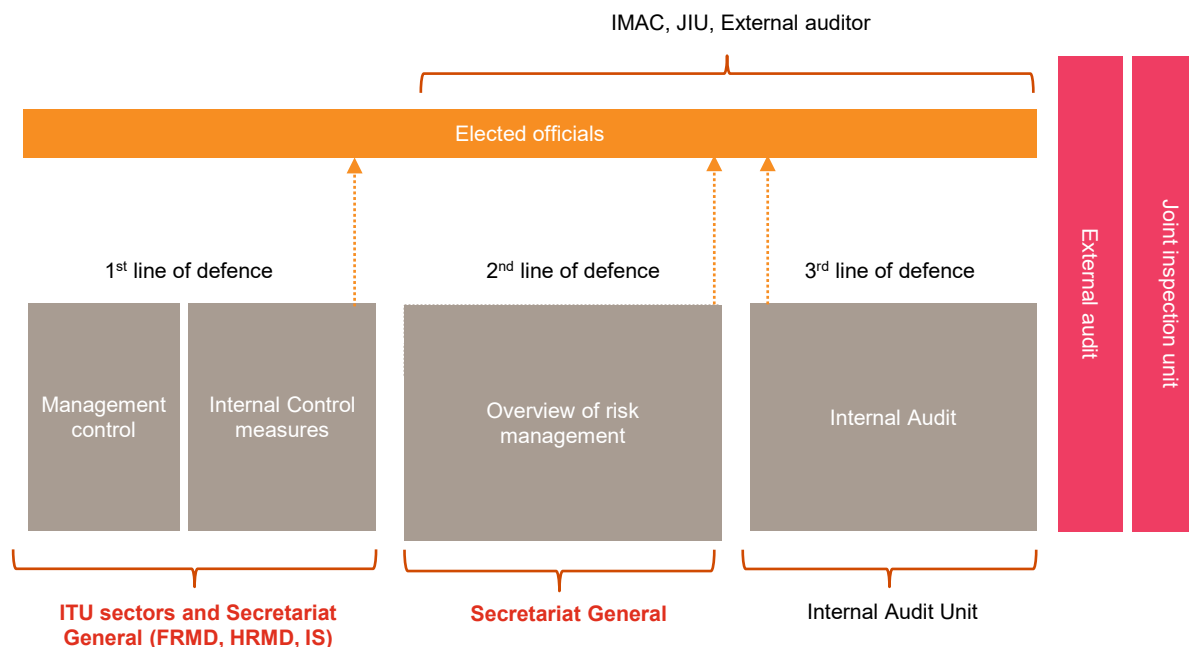 IMAC, JIU, External auditor
Elected officials
1st line of defence
2nd line of defence
3rd line of defence
Management
control
Internal Control
measures
Overview of risk
management
Internal Audit
External audit
Joint inspection unit
ITU sectors and Secretariat
General (FRMD, HRMD, IS)
Secretariat General
Internal Audit Unit